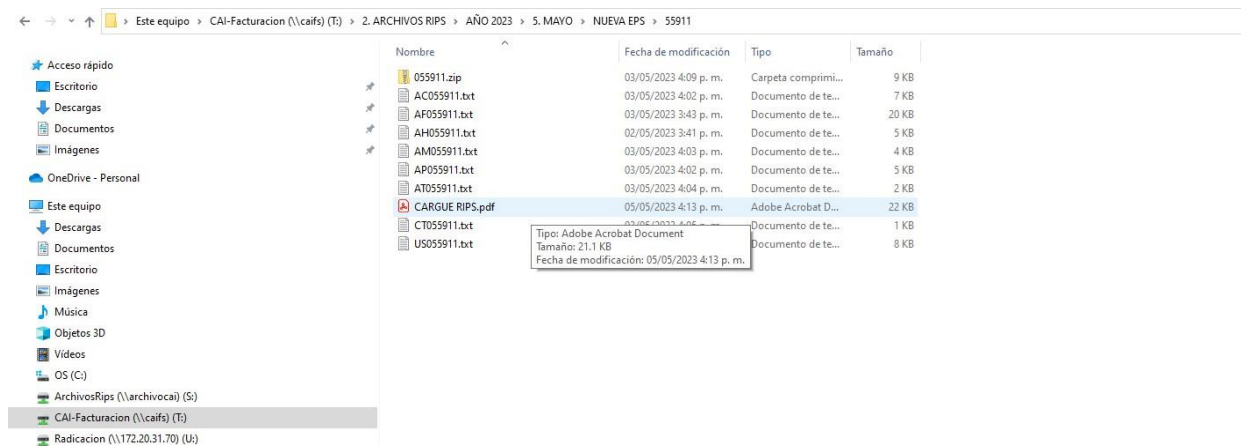 Este equipo > CAI-Facturacion (\\caifs) (T:) > 2. ARCHIVOS RIPS > AÑO 2023 > 5. MAYO > NUEVA EPS > 55911
Nombre Fecha de modificación Tipo Tamaño
Acceso rápido
Escritorio
Descargas
Documentos
Imágenes
OneDrive - Personal
Este equipo
Descargas
Documentos
Escritorio
Imágenes
Música
Objetos 3D
Vídeos
OS (C:)
ArchivosRips (\\archivocai) (S:)
CAI-Facturacion (\\caifs) (T:)
Radicacion (\\172.20.31.70) (U:)
055911.zip 03/05/2023 4:09 p. m. Carpeta comprimi... 9 KB
AC055911.txt 03/05/2023 4:02 p. m. Documento de te... 7 KB
AF055911.txt 03/05/2023 3:43 p. m. Documento de te... 20 KB
AH055911.txt 02/05/2023 3:41 p. m. Documento de te... 5 KB
AM055911.txt 03/05/2023 4:03 p. m. Documento de te... 4 KB
AP055911.txt 03/05/2023 4:02 p. m. Documento de te... 5 KB
AT055911.txt 03/05/2023 4:04 p. m. Documento de te... 2 KB
CARGUE RIPS.pdf 05/05/2023 4:13 p. m. Adobe Acrobat D... 22 KB
CT055911.txt Documento de te... 1 KB
US055911.txt Documento de te... 8 KB
Tipo: Adobe Acrobat Document
Tamaño: 21.1 KB
Fecha de modificación: 05/05/2023 4:13 p. m.